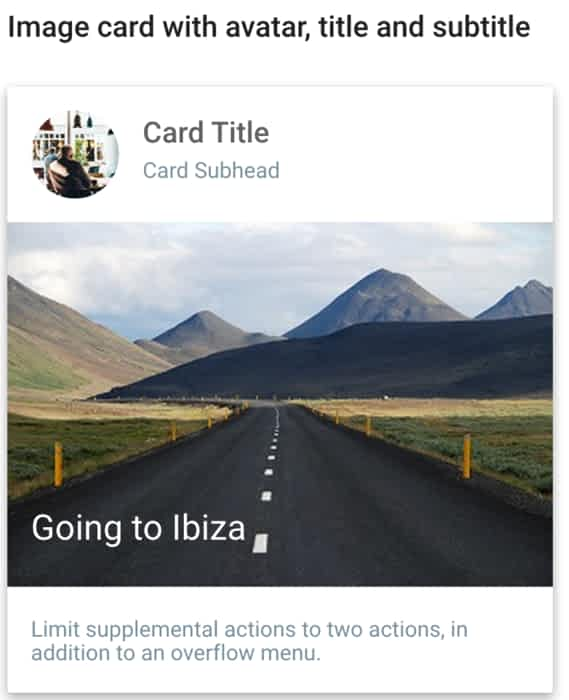 Image card with avatar, title and subtitle
Card Title
Card Subhead
Going to Ibiza
Limit supplemental actions to two actions, in
addition to an overflow menu.